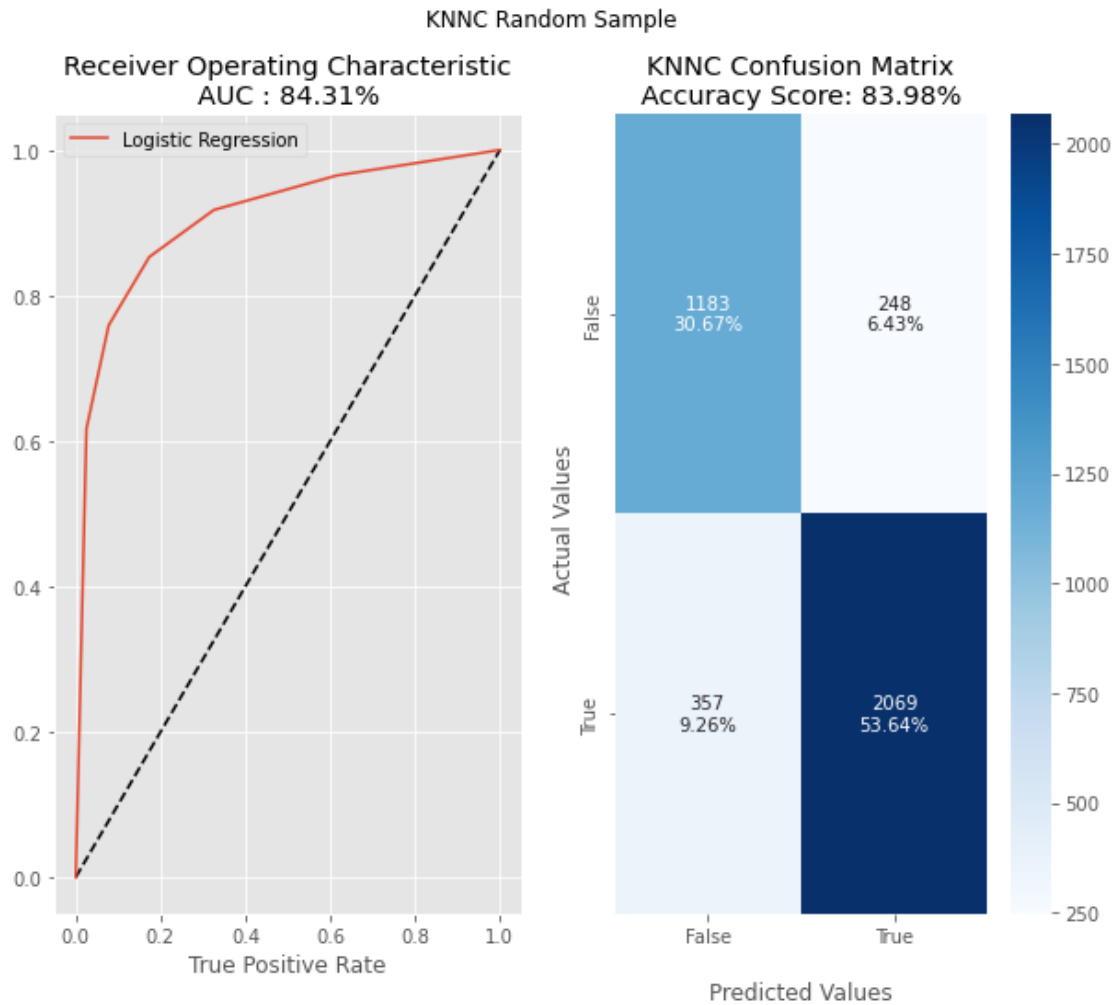 KNNC Random Sample
Receiver Operating Characteristic
AUC : 84.31%
Logistic Regression
1.0
0.8
0.6
0.4
0.2
0.0
0.0 0.2 0.4 0.6 0.8 1.0
True Positive Rate
KNNC Confusion Matrix
Accuracy Score: 83.98%
Actual Values
False
True
1183
30.67%
248
6.43%
357
9.26%
2069
53.64%
False True
Predicted Values
2000
1750
1500
1250
1000
750
500
250